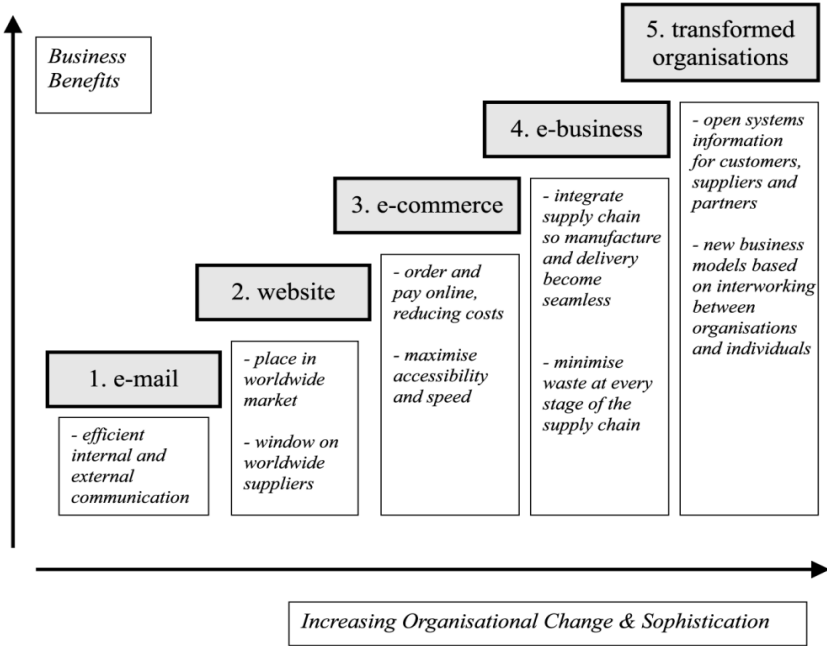 Business
Benefits
5. transformed
organisations
- open systems
information
for customers,
suppliers and
partners
- new business
models based
on interworking
between
organisations
and individuals
4. e-business
- integrate
supply chain
so manufacture
and delivery
become
seamless
- minimise
waste at every
stage of the
supply chain
3. e-commerce
- order and
pay online,
reducing costs
- maximise
accessibility
and speed
2. website
- place in
worldwide
market
- window on
worldwide
suppliers
1. e-mail
- efficient
internal and
external
communication
Increasing Organisational Change & Sophistication